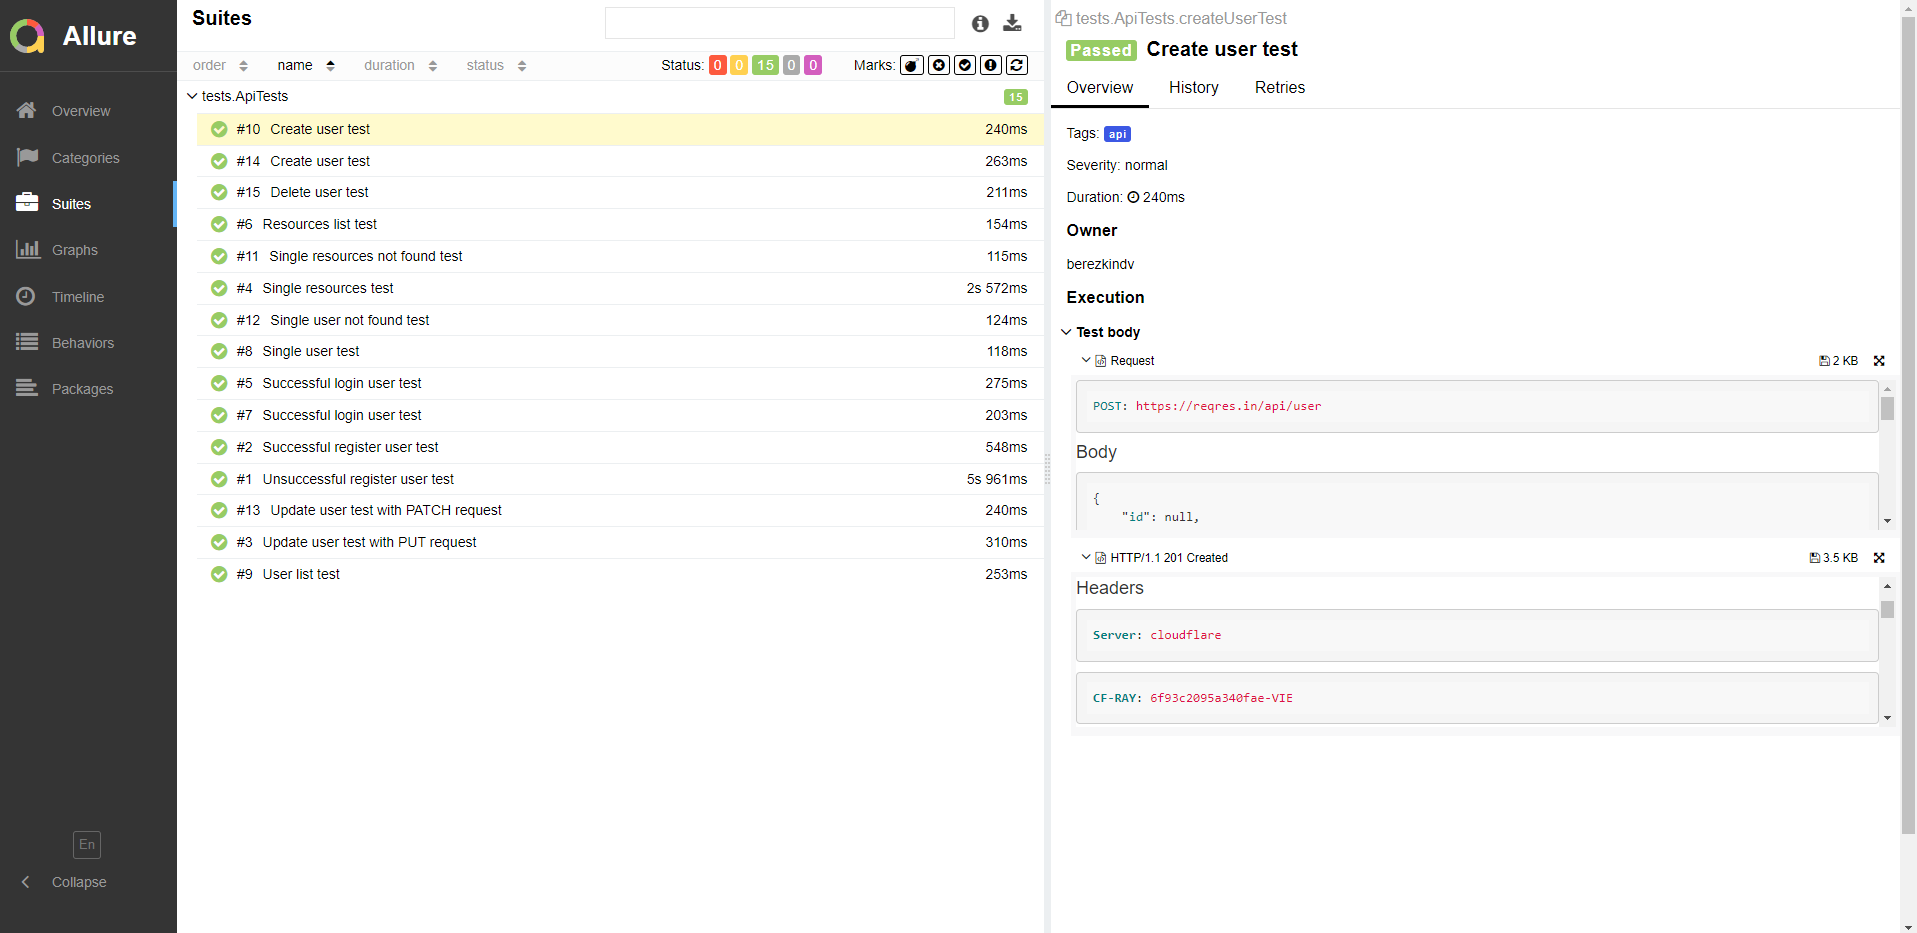 Allure
Overview
Categories
Suites
Graphs
Timeline
Behaviors
Packages
En
Collapse
Suites
order name duration status Status: 0 0 15 0 0 Marks:
tests.ApiTests 15
#10 Create user test 240ms
#14 Create user test 263ms
#15 Delete user test 211ms
#6 Resources list test 154ms
#11 Single resources not found test 115ms
#4 Single resources test 2s 572ms
#12 Single user not found test 124ms
#8 Single user test 118ms
#5 Successful login user test 275ms
#7 Successful login user test 203ms
#2 Successful register user test 548ms
#1 Unsuccessful register user test 5s 961ms
#13 Update user test with PATCH request 240ms
#3 Update user test with PUT request 310ms
#9 User list test 253ms
tests.ApiTests.createUserTest
Passed Create user test
Overview History Retries
Tags: api
Severity: normal
Duration: 240ms
Owner
berezkindv
Execution
Test body
Request 2 KB
POST: https://reqres.in/api/user
Body
{
"id": null,
HTTP/1.1 201 Created 3.5 KB
Headers
Server: cloudflare
CF-RAY: 6f93c2095a340fae-VIE